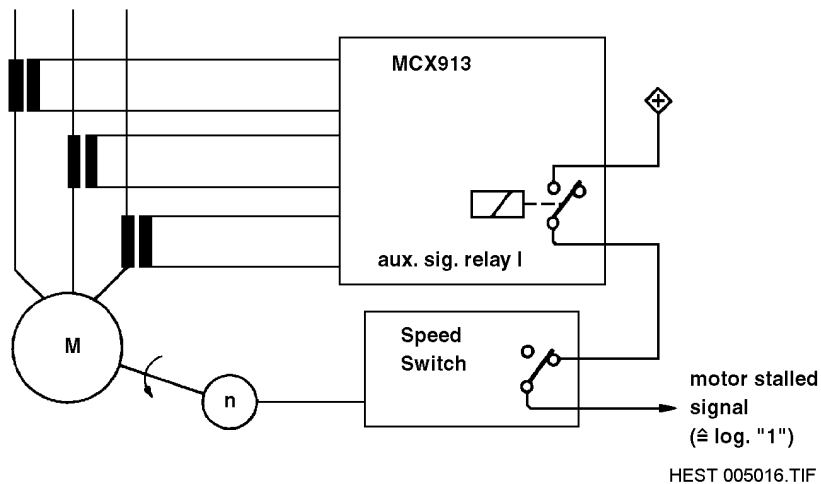 MCX913
aux. sig. relay I
M
n
Speed
Switch
motor stalled
signal
(≙ log. "1")
HEST 005016.TIF